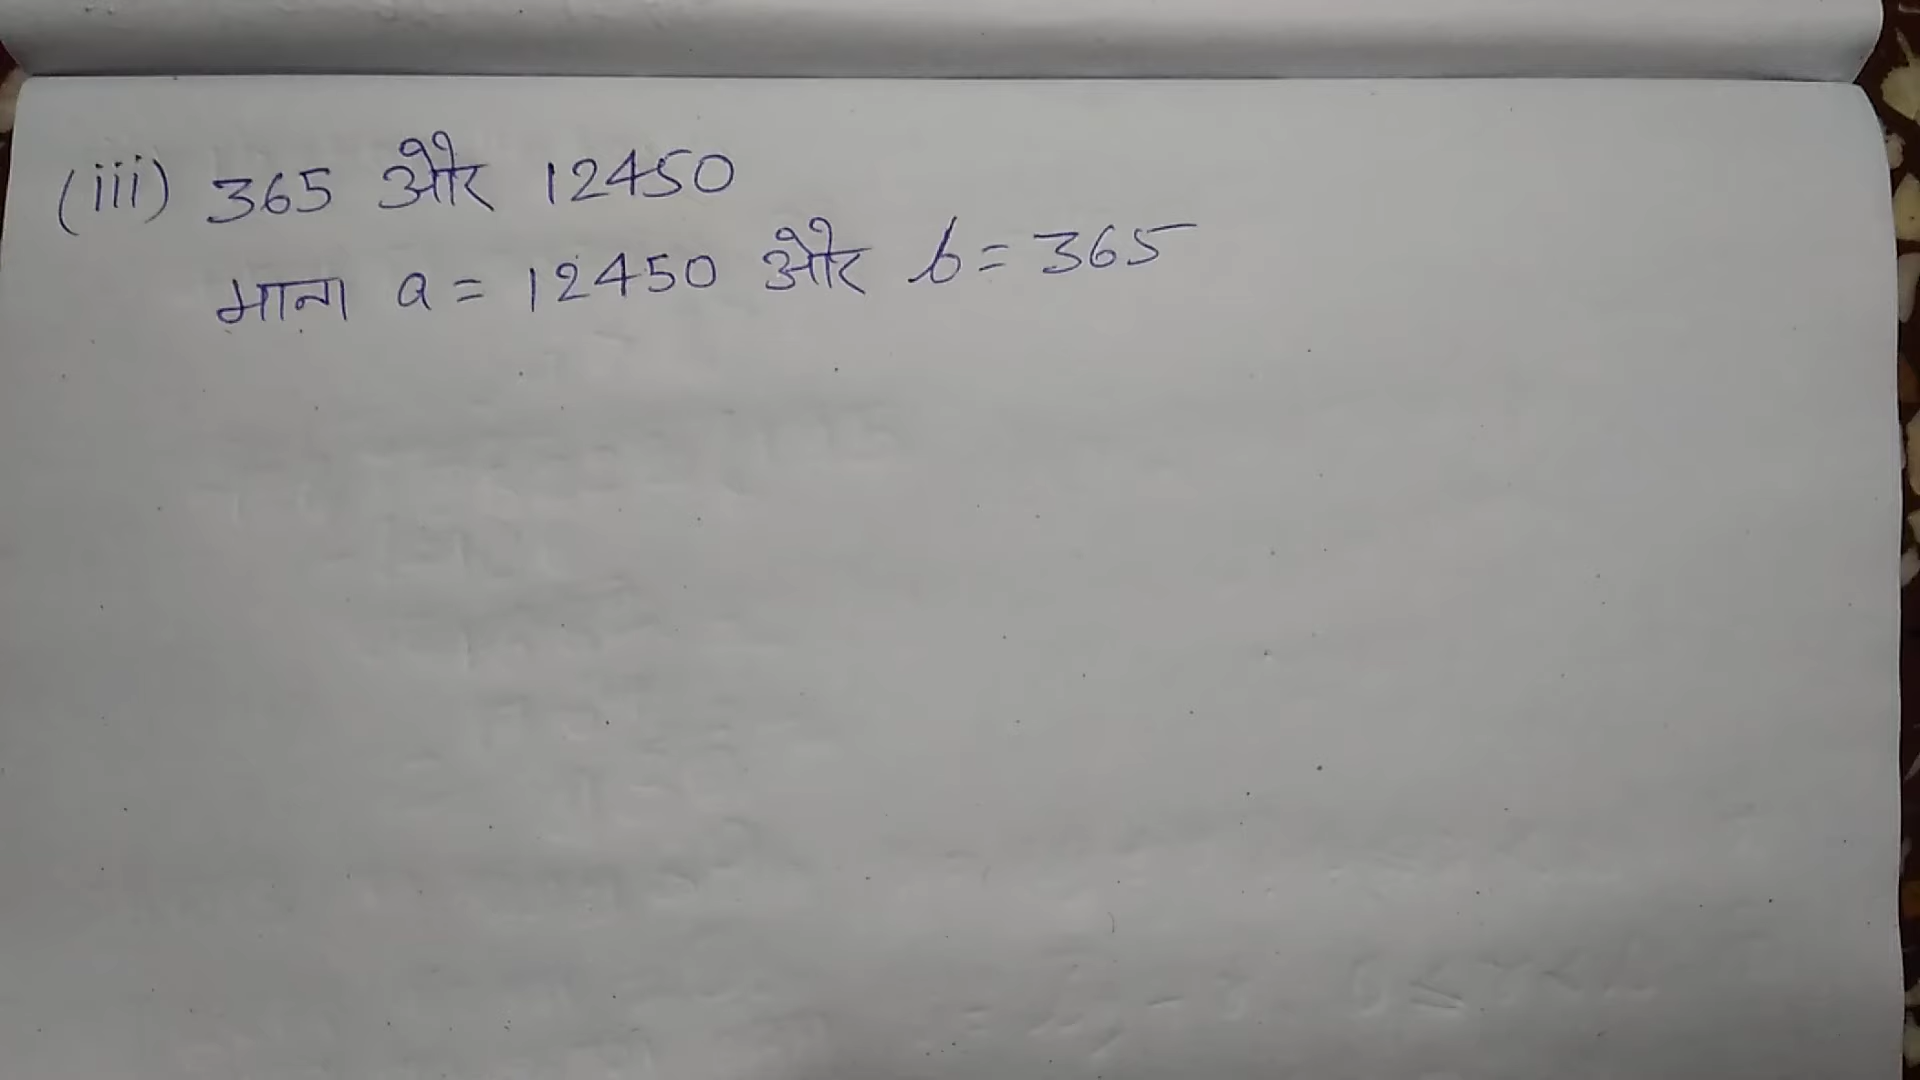 (iii) 365 और 12450
माना a = 12450 और b = 365